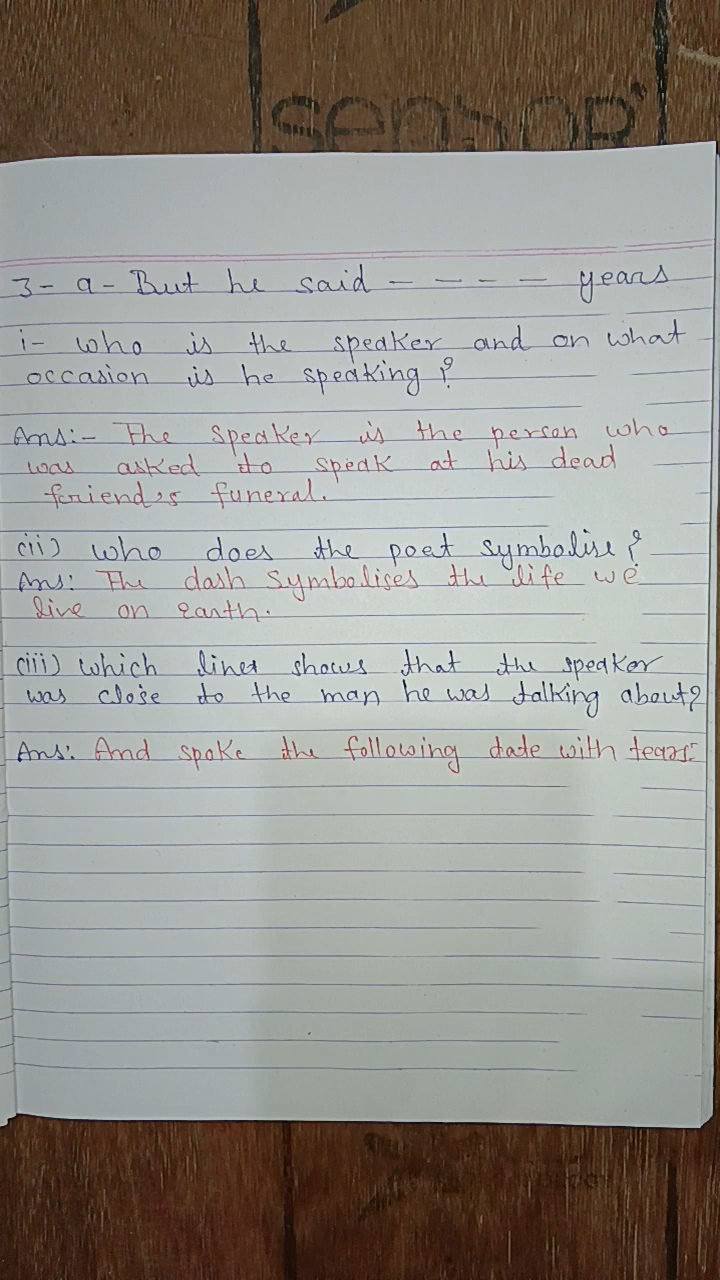 senhor
3- a- But he said - - - - years
i- who is the speaker and on what
occasion is he speaking ?
Ans:- The speaker is the person who
was asked to speak at his dead
feriend's funeral.
(ii) who does the poet symbolise ?
Ans: The dash symbolises the life we
live on earth.
(iii) which lines shows that the speaker
was close to the man he was talking about?
Ans: And spoke the following date with tears: